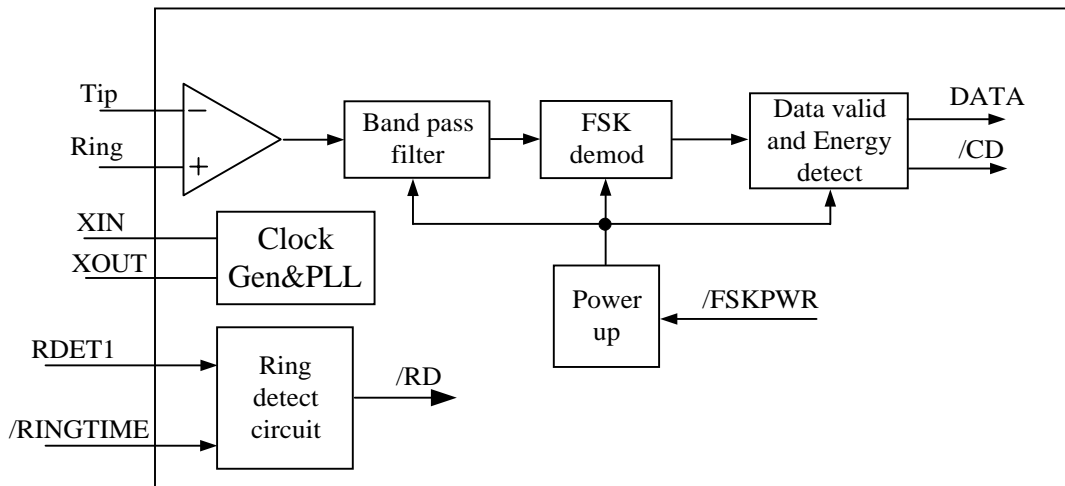 Tip
−
Ring
+
Band pass
filter
FSK
demod
Data valid
and Energy
detect
DATA
/CD
XIN
XOUT
Clock
Gen&PLL
Power
up
/FSKPWR
RDET1
/RINGTIME
Ring
detect
circuit
/RD